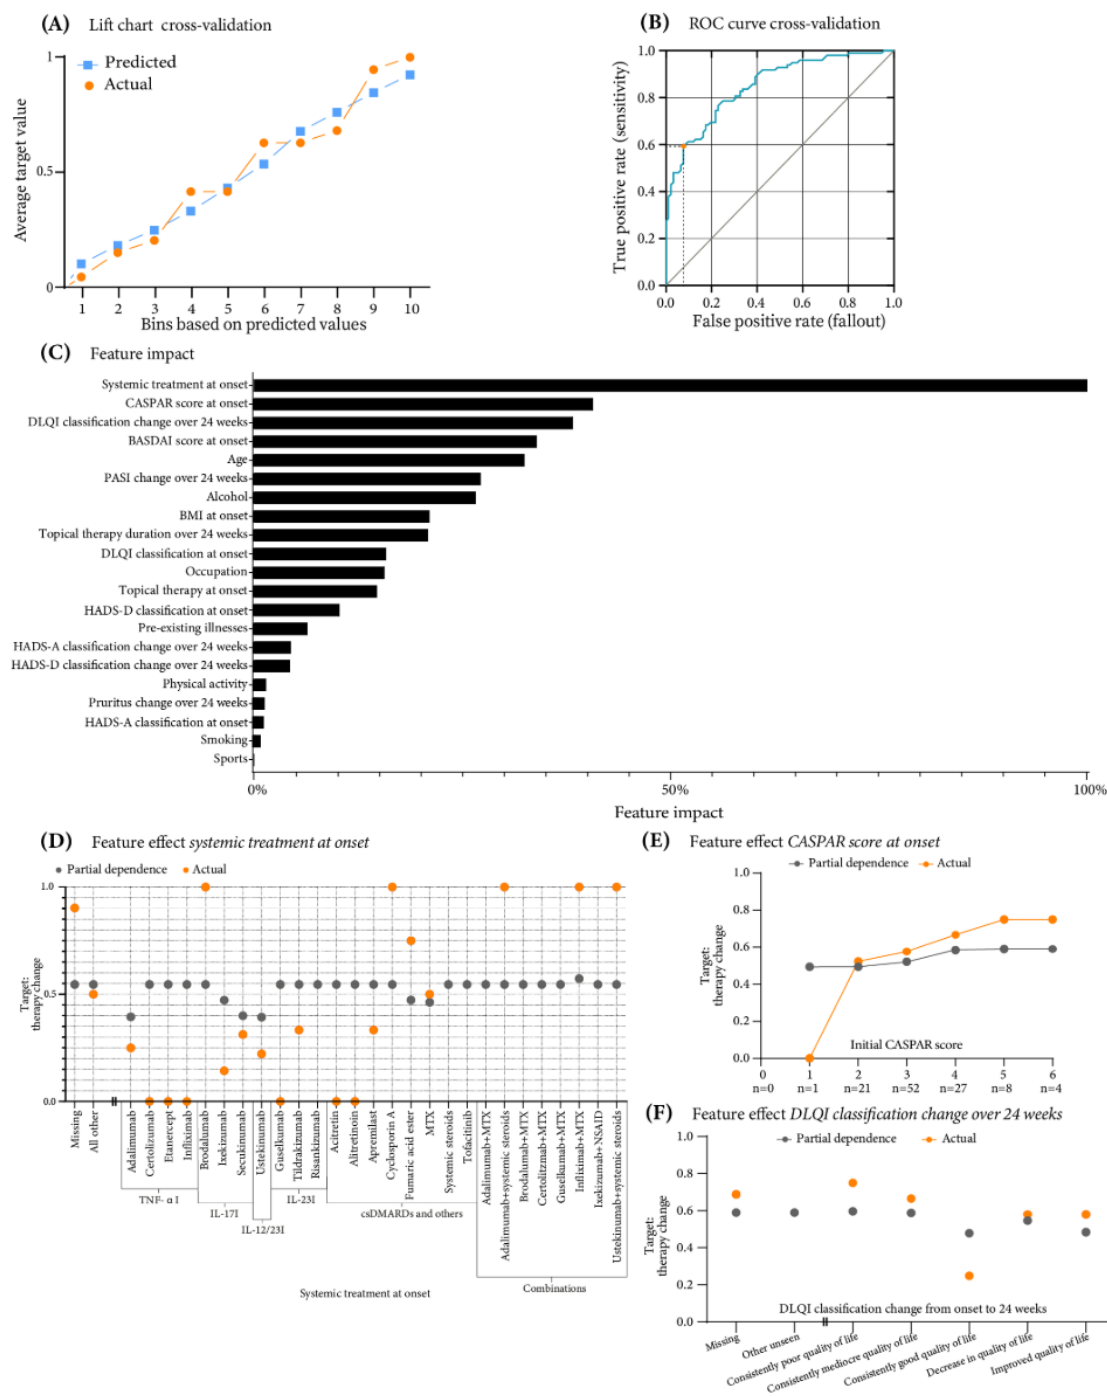 (A) Lift chart cross-validation
Predicted
Actual
Average target value
1
0.5
0
1 2 3 4 5 6 7 8 9 10
Bins based on predicted values
(B) ROC curve cross-validation
True positive rate (sensitivity)
1.0
0.8
0.6
0.4
0.2
0.0
0.0 0.2 0.4 0.6 0.8 1.0
False positive rate (fallout)
(C) Feature impact
Systemic treatment at onset
CASPAR score at onset
DLQI classification change over 24 weeks
BASDAI score at onset
Age
PASI change over 24 weeks
Alcohol
BMI at onset
Topical therapy duration over 24 weeks
DLQI classification at onset
Occupation
Topical therapy at onset
HADS-D classification at onset
Pre-existing illnesses
HADS-A classification change over 24 weeks
HADS-D classification change over 24 weeks
Physical activity
Pruritus change over 24 weeks
HADS-A classification at onset
Smoking
Sports
0% 50% 100%
Feature impact
(D) Feature effect systemic treatment at onset
Partial dependence Actual
Target:
therapy change
1.0
0.5
0.0
Missing
All other
Adalimumab
Certolizumab
Etanercept
Infliximab
Brodalumab
Ixekizumab
Secukinumab
Ustekinumab
Guselkumab
Tildrakizumab
Risankizumab
Acitretin
Alitretinoin
Apremilast
Cyclosporin A
Fumaric acid ester
MTX
Systemic steroids
Tofacitinib
Adalimumab+MTX
Adalimumab+systemic steroids
Brodalumab+MTX
Certolitzmab+MTX
Guselkumab+MTX
Infliximab+MTX
Ixekizumab+NSAID
Ustekinumab+systemic steroids
TNF- α I
IL-17I
IL-12/23I
IL-23I
csDMARDs and others
Combinations
Systemic treatment at onset
(E) Feature effect CASPAR score at onset
Partial dependence Actual
Target:
therapy change
1.0
0.8
0.6
0.4
0.2
0.0
Initial CASPAR score
0 1 2 3 4 5 6
n=0 n=1 n=21 n=52 n=27 n=8 n=4
(F) Feature effect DLQI classification change over 24 weeks
Partial dependence Actual
Target:
therapy change
1.0
0.8
0.6
0.4
0.2
0.0
DLQI classification change from onset to 24 weeks
Missing
Other unseen
Consistently poor quality of life
Consistently mediocre quality of life
Consistently good quality of life
Decrease in quality of life
Improved quality of life